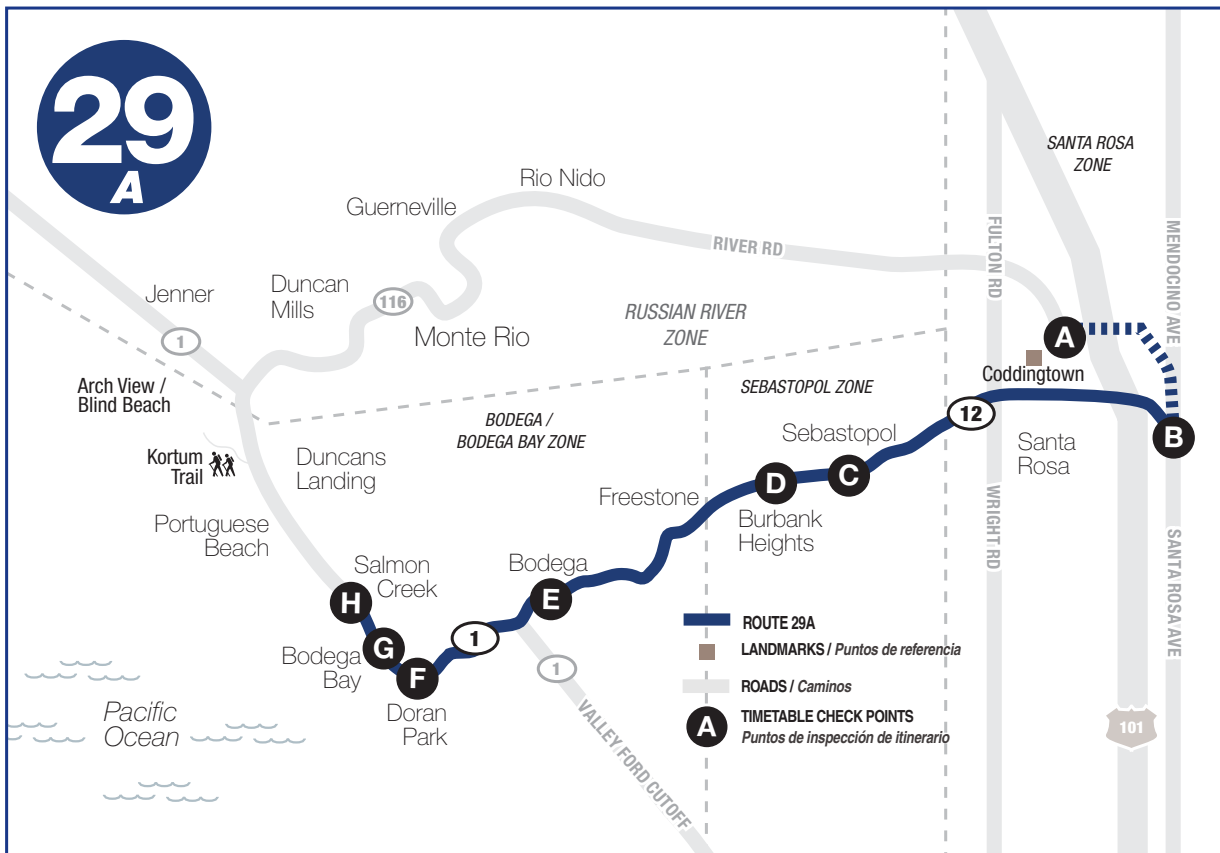 29
A
SANTA ROSA
ZONE
Rio Nido
Guerneville
RIVER RD
FULTON RD
MENDOCINO AVE
Duncan
Mills
116
Jenner
1
Monte Rio
RUSSIAN RIVER
ZONE
A
Coddingtown
Arch View /
Blind Beach
SEBASTOPOL ZONE
12
BODEGA /
BODEGA BAY ZONE
Sebastopol
B
Santa
Rosa
Kortum
Trail
Duncans
Landing
C
D
Freestone
Burbank
Heights
WRIGHT RD
SANTA ROSA AVE
Portuguese
Beach
Salmon
Creek
Bodega
E
H
G
F
1
1
Bodega
Bay
Doran
Park
VALLEY FORD CUTOFF
Pacific
Ocean
ROUTE 29A
LANDMARKS / Puntos de referencia
ROADS / Caminos
A
TIMETABLE CHECK POINTS
Puntos de inspección de itinerario
101